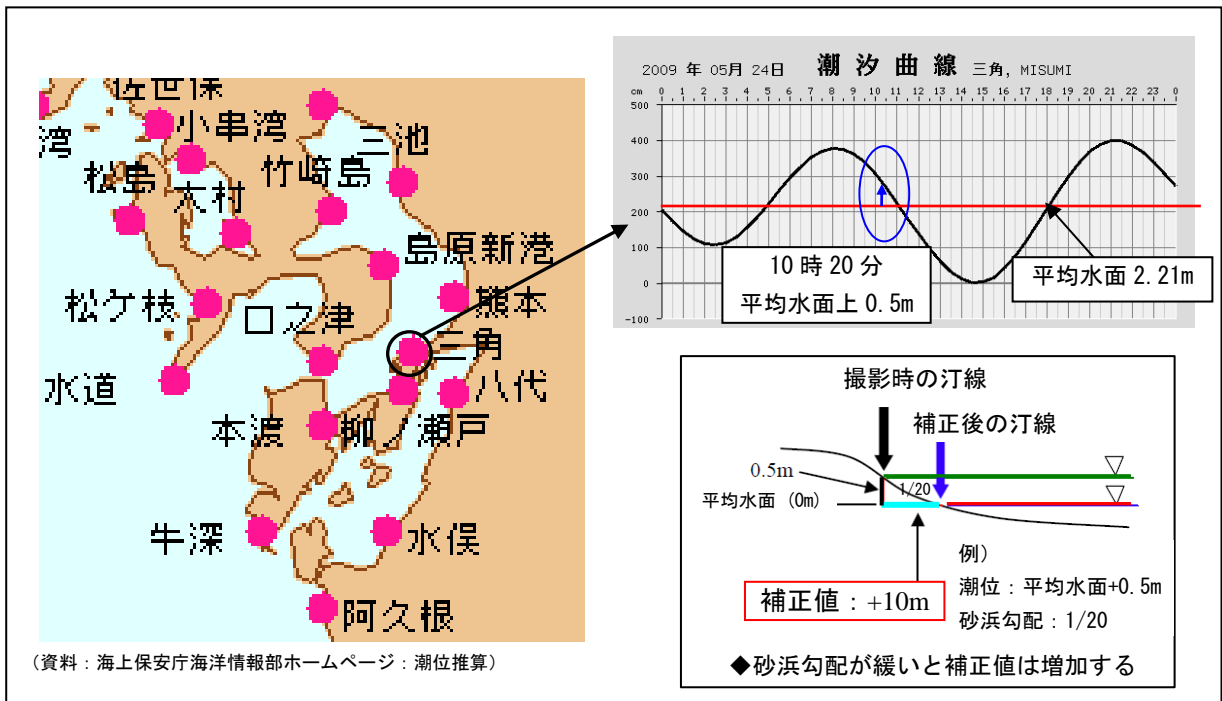 佐世保
湾
小串湾
三池
松島
大村
竹崎島
島原新港
松ケ枝
口之津
熊本
三角
水道
八代
本渡
柳ノ瀬戸
牛深
水俣
阿久根
(資料：海上保安庁海洋情報部ホームページ：潮位推算)
2009 年 05月 24日 潮 汐 曲 線 三角, MISUMI
cm 0 1 2 3 4 5 6 7 8 9 10 11 12 13 14 15 16 17 18 19 20 21 22 23 0
500
400
300
200
100
0
-100
10 時 20 分
平均水面上 0.5m
平均水面 2.21m
撮影時の汀線
補正後の汀線
0.5m
1/20
平均水面 (0m)
例)
潮位：平均水面+0.5m
砂浜勾配：1/20
補正値：+10m
◆砂浜勾配が緩いと補正値は増加する